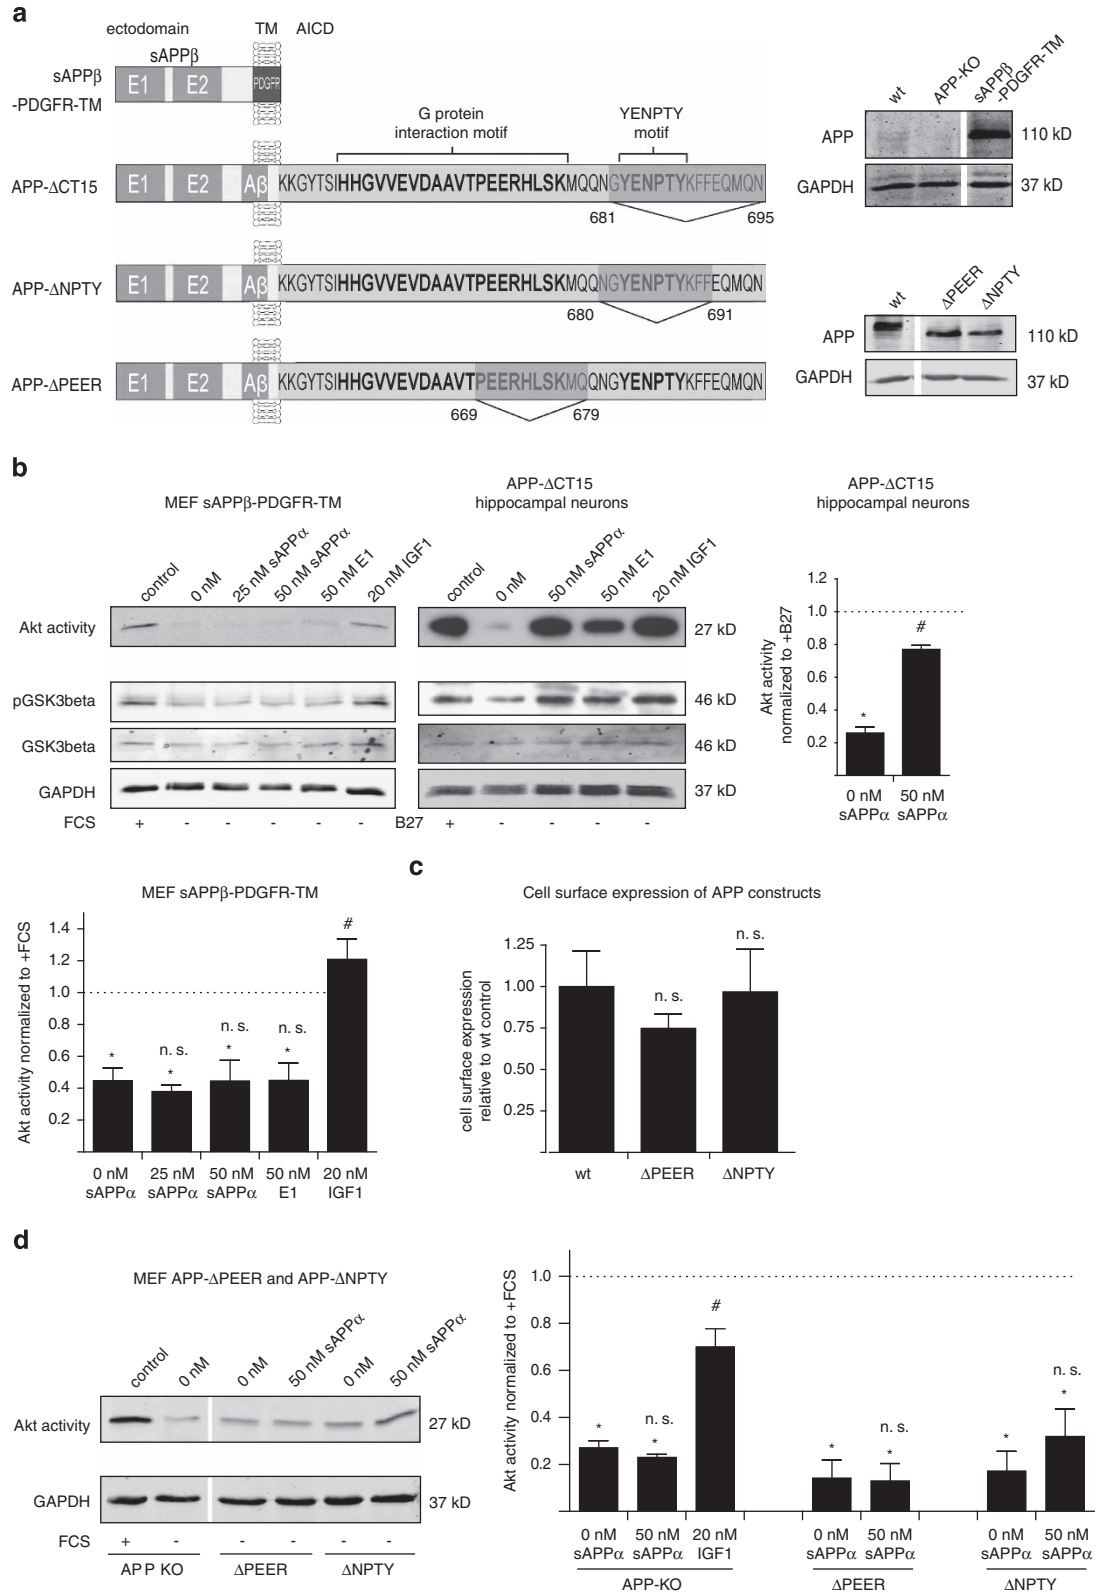 a
ectodomain TM AICD
sAPPβ
sAPPβ
-PDGFR-TM
E1 E2 PDGFR
G protein
interaction motif
YENPTY
motif
APP-ΔCT15
E1 E2 Aβ KKGYTSIHHGVVEVDAAVTPEERHLSKMQQNGYENPTYKFFEQMQN
681 695
APP-ΔNPTY
E1 E2 Aβ KKGYTSIHHGVVEVDAAVTPEERHLSKMQQNGYENPTYKFFEQMQN
680 691
APP-ΔPEER
E1 E2 Aβ KKGYTSIHHGVVEVDAAVTPEERHLSKMQQNGYENPTYKFFEQMQN
669 679
wt APP-KO sAPPβ
-PDGFR-TM
APP 110 kD
GAPDH 37 kD
wt ΔPEER ΔNPTY
APP 110 kD
GAPDH 37 kD
b
MEF sAPPβ-PDGFR-TM
control 0 nM 25 nM sAPPα 50 nM sAPPα 50 nM E1 20 nM IGF1
Akt activity
pGSK3beta
GSK3beta
GAPDH
FCS + - - - - -
APP-ΔCT15
hippocampal neurons
control 0 nM 50 nM sAPPα 50 nM E1 20 nM IGF1
27 kD
46 kD
46 kD
37 kD
B27 + - - - -
APP-ΔCT15
hippocampal neurons
Akt activity
normalized to +B27
1.2
1.0
0.8
0.6
0.4
0.2
* #
0 nM 50 nM
sAPPα sAPPα
MEF sAPPβ-PDGFR-TM
Akt activity normalized to +FCS
1.4
1.2
1.0
0.8
0.6
0.4
0.2
#
n. s. n. s. n. s.
* * * *
0 nM 25 nM 50 nM 50 nM 20 nM
sAPPα sAPPα sAPPα E1 IGF1
c
Cell surface expression of APP constructs
cell surface expression
relative to wt control
1.25
1.00
0.75
0.50
0.25
n. s. n. s.
wt ΔPEER ΔNPTY
d
MEF APP-ΔPEER and APP-ΔNPTY
control 0 nM 0 nM 50 nM sAPPα 0 nM 50 nM sAPPα
Akt activity 27 kD
GAPDH 37 kD
FCS + - - - - -
APP KO ΔPEER ΔNPTY
Akt activity normalized to +FCS
1.0
0.8
0.6
0.4
0.2
#
n. s. n. s. n. s.
* * * * * *
0 nM 50 nM 20 nM 0 nM 50 nM 0 nM 50 nM
sAPPα sAPPα IGF1 sAPPα sAPPα sAPPα sAPPα
APP-KO ΔPEER ΔNPTY